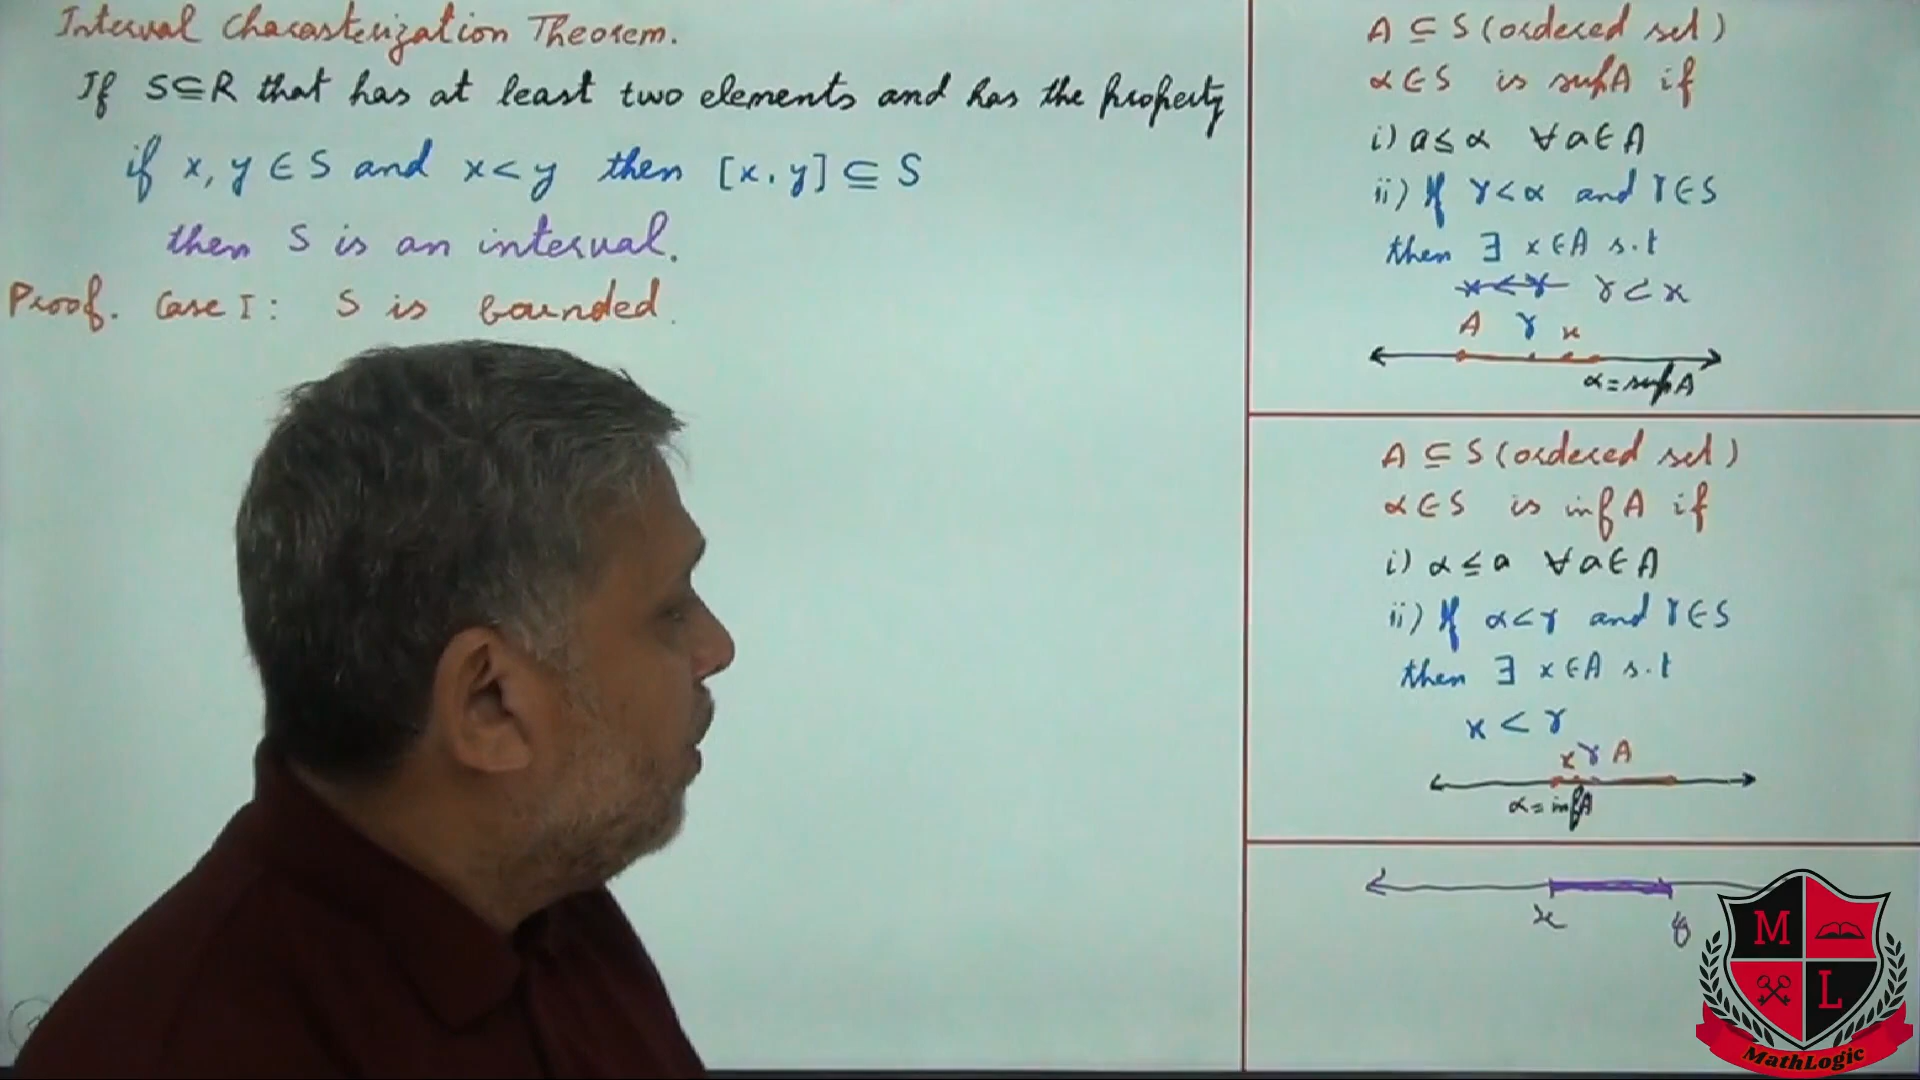 Interval Characterization Theorem.
If S⊆R that has at least two elements and has the property
if x, y ∈ S and x < y then [x, y] ⊆ S
then S is an interval.
Proof. Case I: S is bounded.
A ⊆ S (ordered set)
α ∈ S is sup A if
i) a ≤ α ∀ a ∈ A
ii) If γ < α and γ ∈ S
then ∃ x ∈ A s.t
γ < x
A γ x
α = sup A
A ⊆ S (ordered set)
α ∈ S is inf A if
i) α ≤ a ∀ a ∈ A
ii) If α < γ and γ ∈ S
then ∃ x ∈ A s.t
x < γ
x γ A
α = inf A
x y
M L
MathLogic